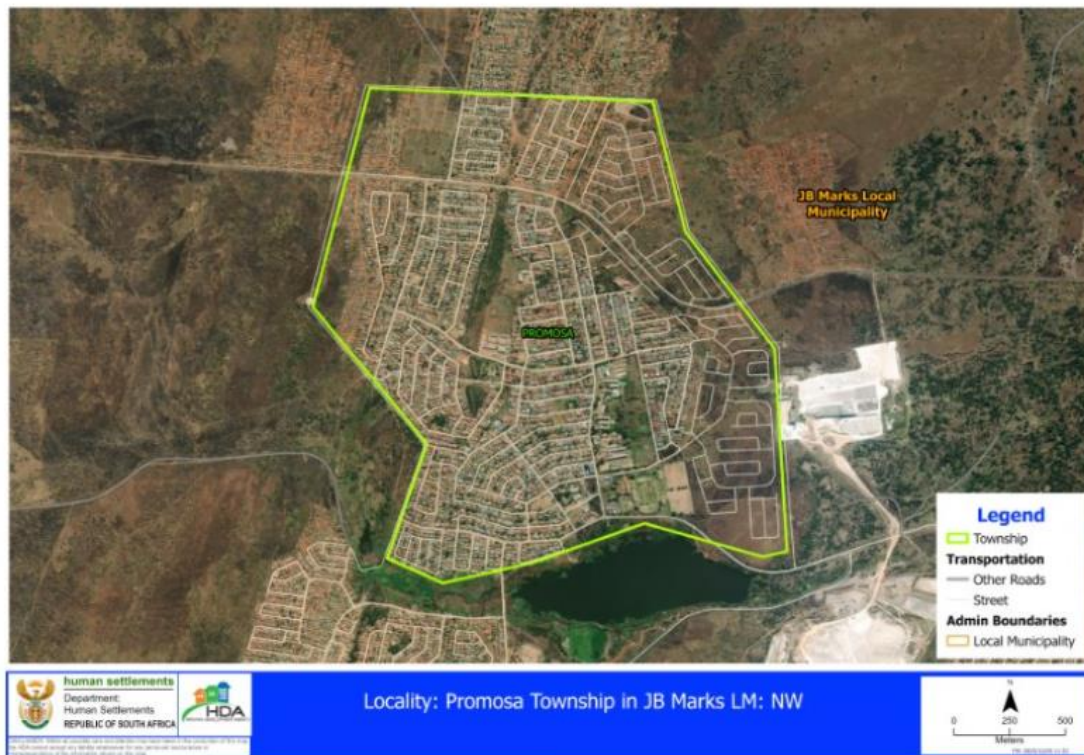 JB Marks Local
Municipality
PROMOSA
Legend
Township
Transportation
Other Roads
Street
Admin Boundaries
Local Municipality
human settlements
Department:
Human Settlements
REPUBLIC OF SOUTH AFRICA
HDA
Locality: Promosa Township in JB Marks LM: NW
N
0 250 500
Meters